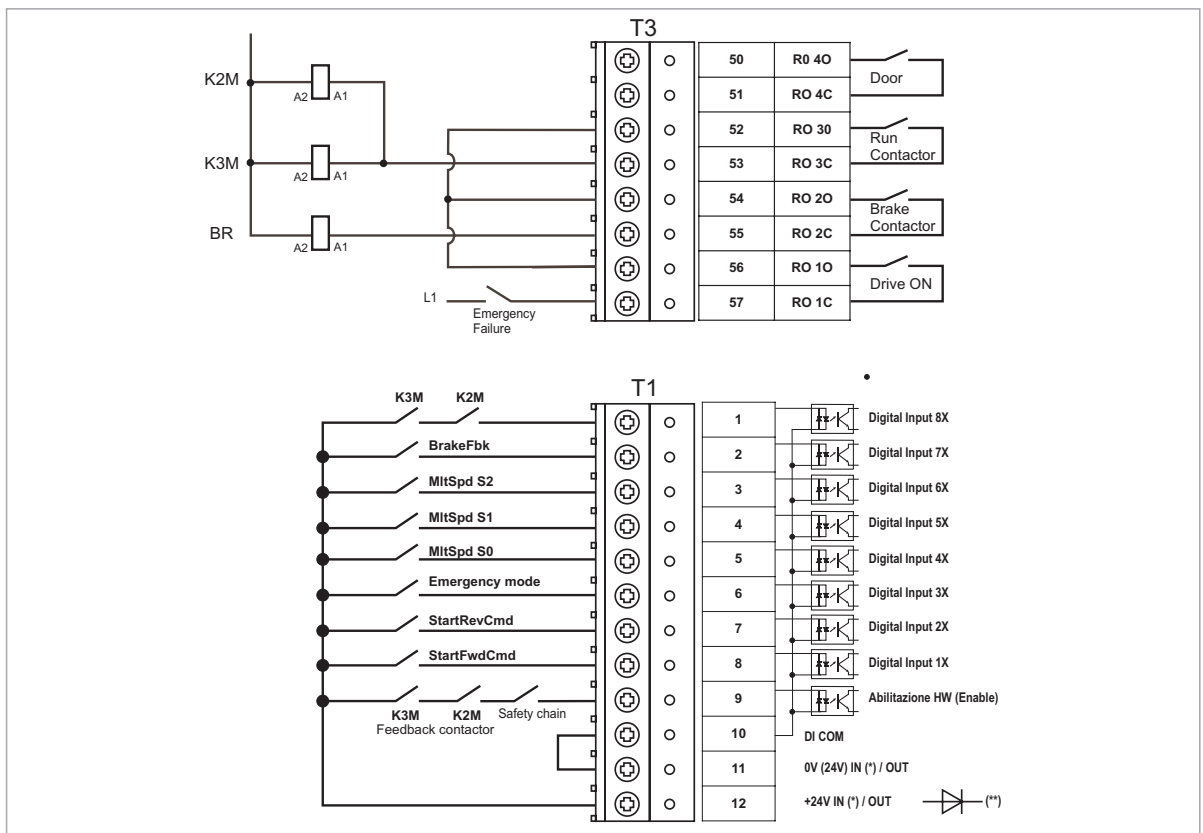 T3
K2M
A2 A1
K3M
A2 A1
BR
A2 A1
L1
Emergency
Failure
50 R0 4O
51 RO 4C
52 RO 30
53 RO 3C
54 RO 2O
55 RO 2C
56 RO 1O
57 RO 1C
Door
Run
Contactor
Brake
Contactor
Drive ON
T1
K3M K2M
BrakeFbk
MltSpd S2
MltSpd S1
MltSpd S0
Emergency mode
StartRevCmd
StartFwdCmd
K3M K2M Safety chain
Feedback contactor
1 Digital Input 8X
2 Digital Input 7X
3 Digital Input 6X
4 Digital Input 5X
5 Digital Input 4X
6 Digital Input 3X
7 Digital Input 2X
8 Digital Input 1X
9 Abilitazione HW (Enable)
10 DI COM
11 0V (24V) IN (*) / OUT
12 +24V IN (*) / OUT (**)